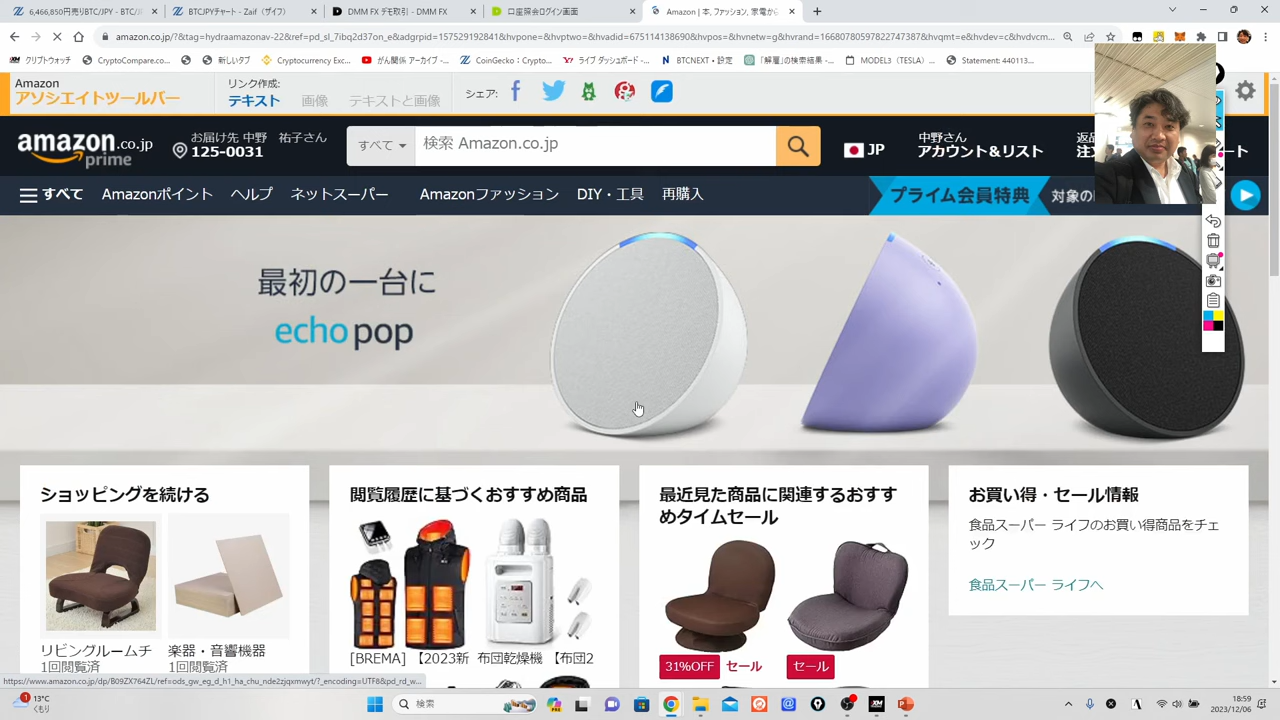 6,466,850円売りBTC/JPY - BTC/
BTCJPYチャート - Zaif（ザイフ）
DMM FX デモ取引 - DMM FX
口座照会ログイン画面
Amazon | 本, ファッション, 家電から
amazon.co.jp/?&tag=hydraamazonav-22&ref=pd_sl_7ibq2d37on_e&adgrpid=157529192841&hvpone=&hvptwo=&hvadid=675114138690&hvpos=&hvnetw=g&hvrand=16680780597822747387&hvqmt=e&hvdev=c&hvdvcm...
クリプトウォッチ
CryptoCompare.co...
新しいタブ
Cryptocurrency Exc...
がん関係 アーカイブ -...
CoinGecko：Crypto...
ライブ ダッシュボード -...
BTCNEXT・設定
「解雇」の検索結果 -...
MODEL3（TESLA）...
Statement: 440113...
Amazon
アソシエイトツールバー
リンク作成:
テキスト
画像
テキストと画像
シェア:
amazon.co.jp
prime
お届け先 中野 祐子さん
125-0031
すべて
検索 Amazon.co.jp
JP
中野さん
アカウント&リスト
返品
注
ート
すべて
Amazonポイント
ヘルプ
ネットスーパー
Amazonファッション
DIY・工具
再購入
プライム会員特典
対象の
最初の一台に
echo pop
ショッピングを続ける
リビングルームチ
1回閲覧済
楽器・音響機器
1回閲覧済
閲覧履歴に基づくおすすめ商品
[BREMA] 【2023新
布団乾燥機 【布団2
最近見た商品に関連するおすす
めタイムセール
31%OFF
セール
セール
お買い得・セール情報
食品スーパー ライフのお買い得商品をチェ
ック
食品スーパー ライフへ
https://www.amazon.co.jp/dp/B09ZX764ZL/ref=ods_gw_eg_d_h1_ha_chu_nde2zjqxmwyt/?_encoding=UTF8&pd_rd_w...
1
13°C
くもり
検索
XM
18:59
2023/12/06